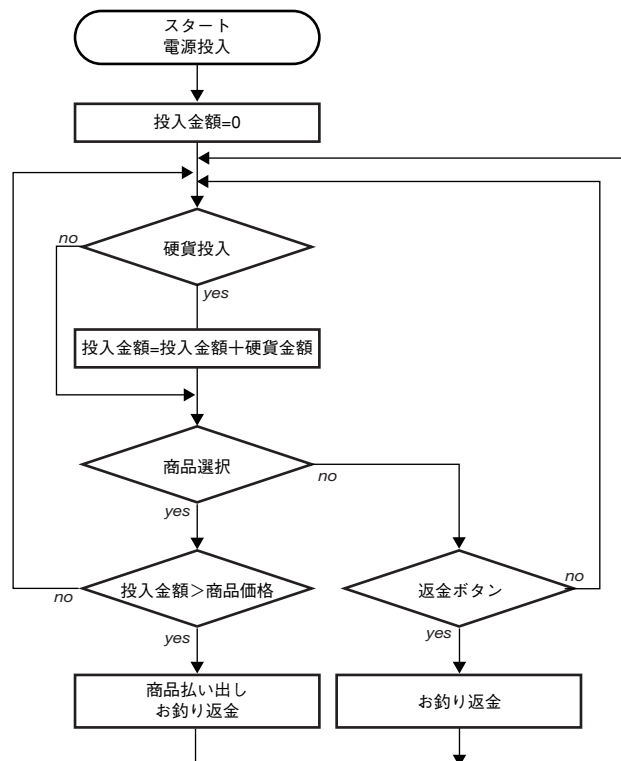 スタート
電源投入
投入金額=0
硬貨投入
no
yes
投入金額=投入金額＋硬貨金額
商品選択
no
yes
投入金額＞商品価格
no
yes
返金ボタン
no
yes
商品払い出し
お釣り返金
お釣り返金